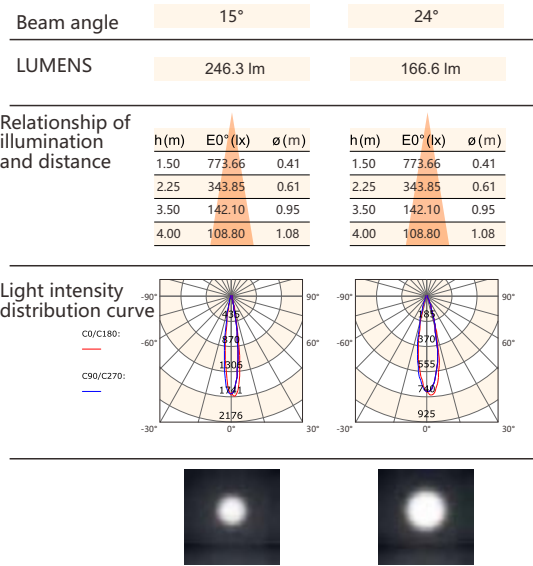 Beam angle 15° 24°
LUMENS 246.3 lm 166.6 lm
Relationship of
illumination
and distance
h(m) E0°(lx) ø(m) h(m) E0°(lx) ø(m)
1.50 773.66 0.41 1.50 773.66 0.41
2.25 343.85 0.61 2.25 343.85 0.61
3.50 142.10 0.95 3.50 142.10 0.95
4.00 108.80 1.08 4.00 108.80 1.08
Light intensity
distribution curve
C0/C180:
C90/C270:
-90° 90° -90° 90°
435 185
-60° 870 60° -60° 370 60°
1306 555
1741 740
2176 925
-30° 0° 30° -30° 0° 30°